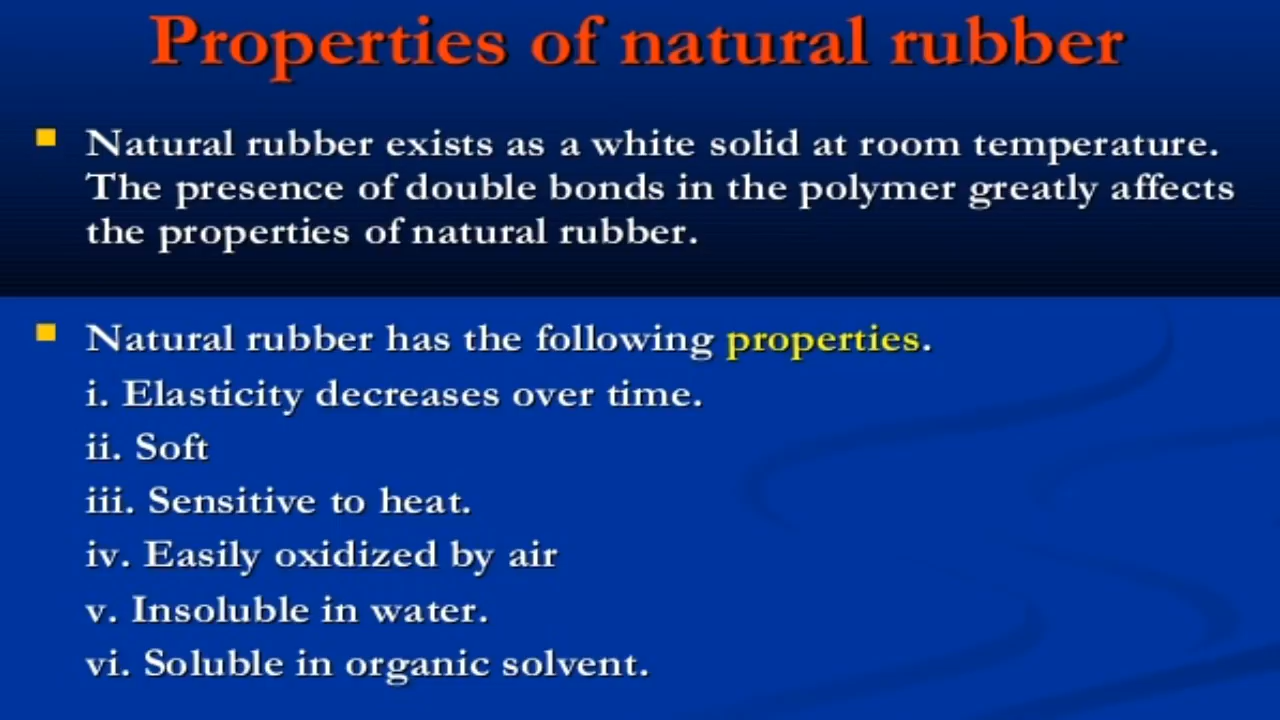 Properties of natural rubber
Natural rubber exists as a white solid at room temperature.
The presence of double bonds in the polymer greatly affects
the properties of natural rubber.
Natural rubber has the following properties.
i. Elasticity decreases over time.
ii. Soft
iii. Sensitive to heat.
iv. Easily oxidized by air
v. Insoluble in water.
vi. Soluble in organic solvent.